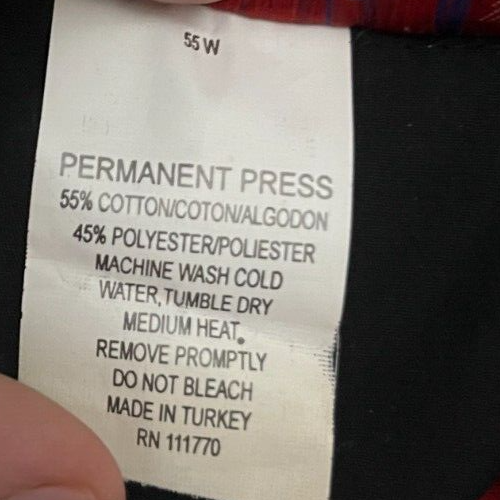 55 W
PERMANENT PRESS
55% COTTON/COTON/ALGODON
45% POLYESTER/POLIESTER
MACHINE WASH COLD
WATER, TUMBLE DRY
MEDIUM HEAT.
REMOVE PROMPTLY
DO NOT BLEACH
MADE IN TURKEY
RN 111770